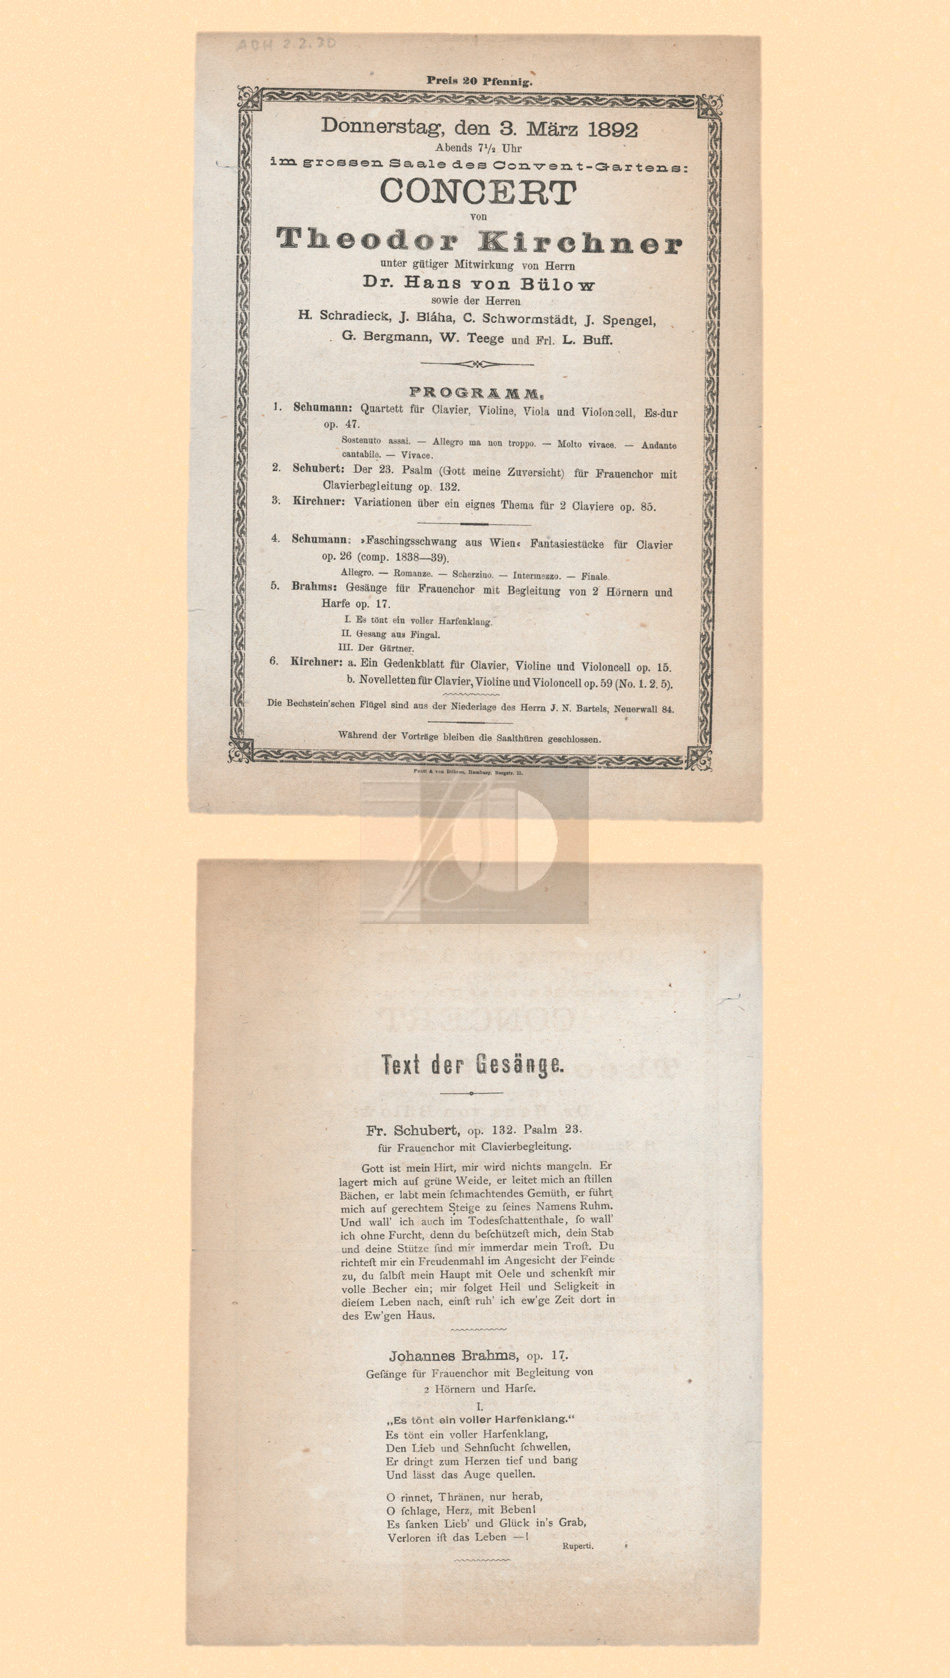 ABH 2.2.20
Preis 20 Pfennig.
Donnerstag, den 3. März 1892
Abends 7½ Uhr
im grossen Saale des Convent-Gartens:
CONCERT
von
Theodor Kirchner
unter gütiger Mitwirkung von Herrn
Dr. Hans von Bülow
sowie der Herren
H. Schradieck, J. Bláha, C. Schwormstädt, J. Spengel,
G. Bergmann, W. Teege und Frl. L. Buff.
PROGRAMM.
1. Schumann: Quartett für Clavier, Violine, Viola und Violoncell, Es-dur
op. 47.
Sostenuto assai. — Allegro ma non troppo. — Molto vivace. — Andante
cantabile. — Vivace.
2. Schubert: Der 23. Psalm (Gott meine Zuversicht) für Frauenchor mit
Clavierbegleitung op. 132.
3. Kirchner: Variationen über ein eignes Thema für 2 Claviere op. 85.
4. Schumann: »Faschingsschwang aus Wien« Fantasiestücke für Clavier
op. 26 (comp. 1838—39).
Allegro. — Romanze. — Scherzino. — Intermezzo. — Finale.
5. Brahms: Gesänge für Frauenchor mit Begleitung von 2 Hörnern und
Harfe op. 17.
I. Es tönt ein voller Harfenklang.
II. Gesang aus Fingal.
III. Der Gärtner.
6. Kirchner: a. Ein Gedenkblatt für Clavier, Violine und Violoncell op. 15.
b. Novelletten für Clavier, Violine und Violoncell op. 59 (No. 1. 2. 5).
Die Bechstein'schen Flügel sind aus der Niederlage des Herrn J. N. Bartels, Neuerwall 84.
Während der Vorträge bleiben die Saalthüren geschlossen.
& von Döhren, Hamburg,
Text der Gesänge.
Fr. Schubert, op. 132. Psalm 23.
für Frauenchor mit Clavierbegleitung.
Gott ist mein Hirt, mir wird nichts mangeln. Er
lagert mich auf grüne Weide, er leitet mich an ſtillen
Bächen, er labt mein ſchmachtendes Gemüth, er führt
mich auf gerechtem Steige zu ſeines Namens Ruhm.
Und wall' ich auch im Todesſchattenthale, ſo wall'
ich ohne Furcht, denn du beſchützeſt mich, dein Stab
und deine Stütze ſind mir immerdar mein Troſt. Du
richteſt mir ein Freudenmahl im Angesicht der Feinde
zu, du ſalbſt mein Haupt mit Oele und schenkſt mir
volle Becher ein; mir folget Heil und Seligkeit in
dieſem Leben nach, einſt ruh' ich ew'ge Zeit dort in
des Ew'gen Haus.
Johannes Brahms, op. 17.
Geſänge für Frauenchor mit Begleitung von
2 Hörnern und Harfe.
I.
„Es tönt ein voller Harfenklang.“
Es tönt ein voller Harfenklang,
Den Lieb und Sehnſucht ſchwellen,
Er dringt zum Herzen tief und bang
Und lässt das Auge quellen.
O rinnet, Thränen, nur herab,
O ſchlage, Herz, mit Beben!
Es ſanken Lieb' und Glück in's Grab,
Verloren iſt das Leben —!
Ruperti.